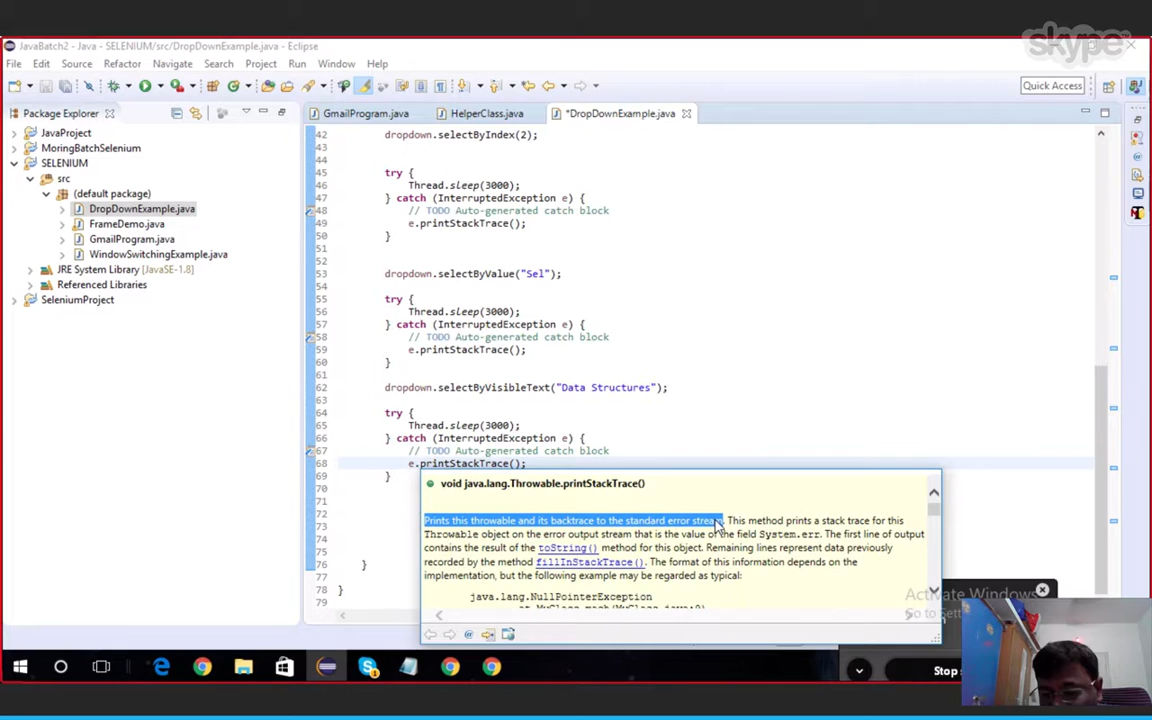 skype
JavaBatch2 - Java - SELENIUM/src/DropDownExample.java - Eclipse
File Edit Source Refactor Navigate Search Project Run Window Help
Quick Access
Package Explorer
GmailProgram.java HelperClass.java *DropDownExample.java
JavaProject
MoringBatchSelenium
SELENIUM
src
(default package)
DropDownExample.java
FrameDemo.java
GmailProgram.java
WindowSwitchingExample.java
JRE System Library [JavaSE-1.8]
Referenced Libraries
SeleniumProject
42 dropdown.selectByIndex(2);
43
44
45 try {
46 Thread.sleep(3000);
47 } catch (InterruptedException e) {
48 // TODO Auto-generated catch block
49 e.printStackTrace();
50 }
51
52
53 dropdown.selectByValue("Sel");
54
55 try {
56 Thread.sleep(3000);
57 } catch (InterruptedException e) {
58 // TODO Auto-generated catch block
59 e.printStackTrace();
60 }
61
62 dropdown.selectByVisibleText("Data Structures");
63
64 try {
65 Thread.sleep(3000);
66 } catch (InterruptedException e) {
67 // TODO Auto-generated catch block
68 e.printStackTrace();
69 }
70
71
72
73
74
75
76 }
77
78 }
79
void java.lang.Throwable.printStackTrace()
Prints this throwable and its backtrace to the standard error stream. This method prints a stack trace for this
Throwable object on the error output stream that is the value of the field System.err. The first line of output
contains the result of the toString() method for this object. Remaining lines represent data previously
recorded by the method fillInStackTrace(). The format of this information depends on the
implementation, but the following example may be regarded as typical:
java.lang.NullPointerException
at MyClass.mash(MyClass.java:9)
Activate Windows
Go to Sett
Stop